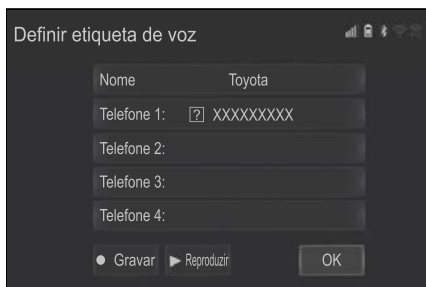 Definir etiqueta de voz
Nome Toyota
Telefone 1: ? XXXXXXXXX
Telefone 2:
Telefone 3:
Telefone 4:
Gravar Reproduzir OK